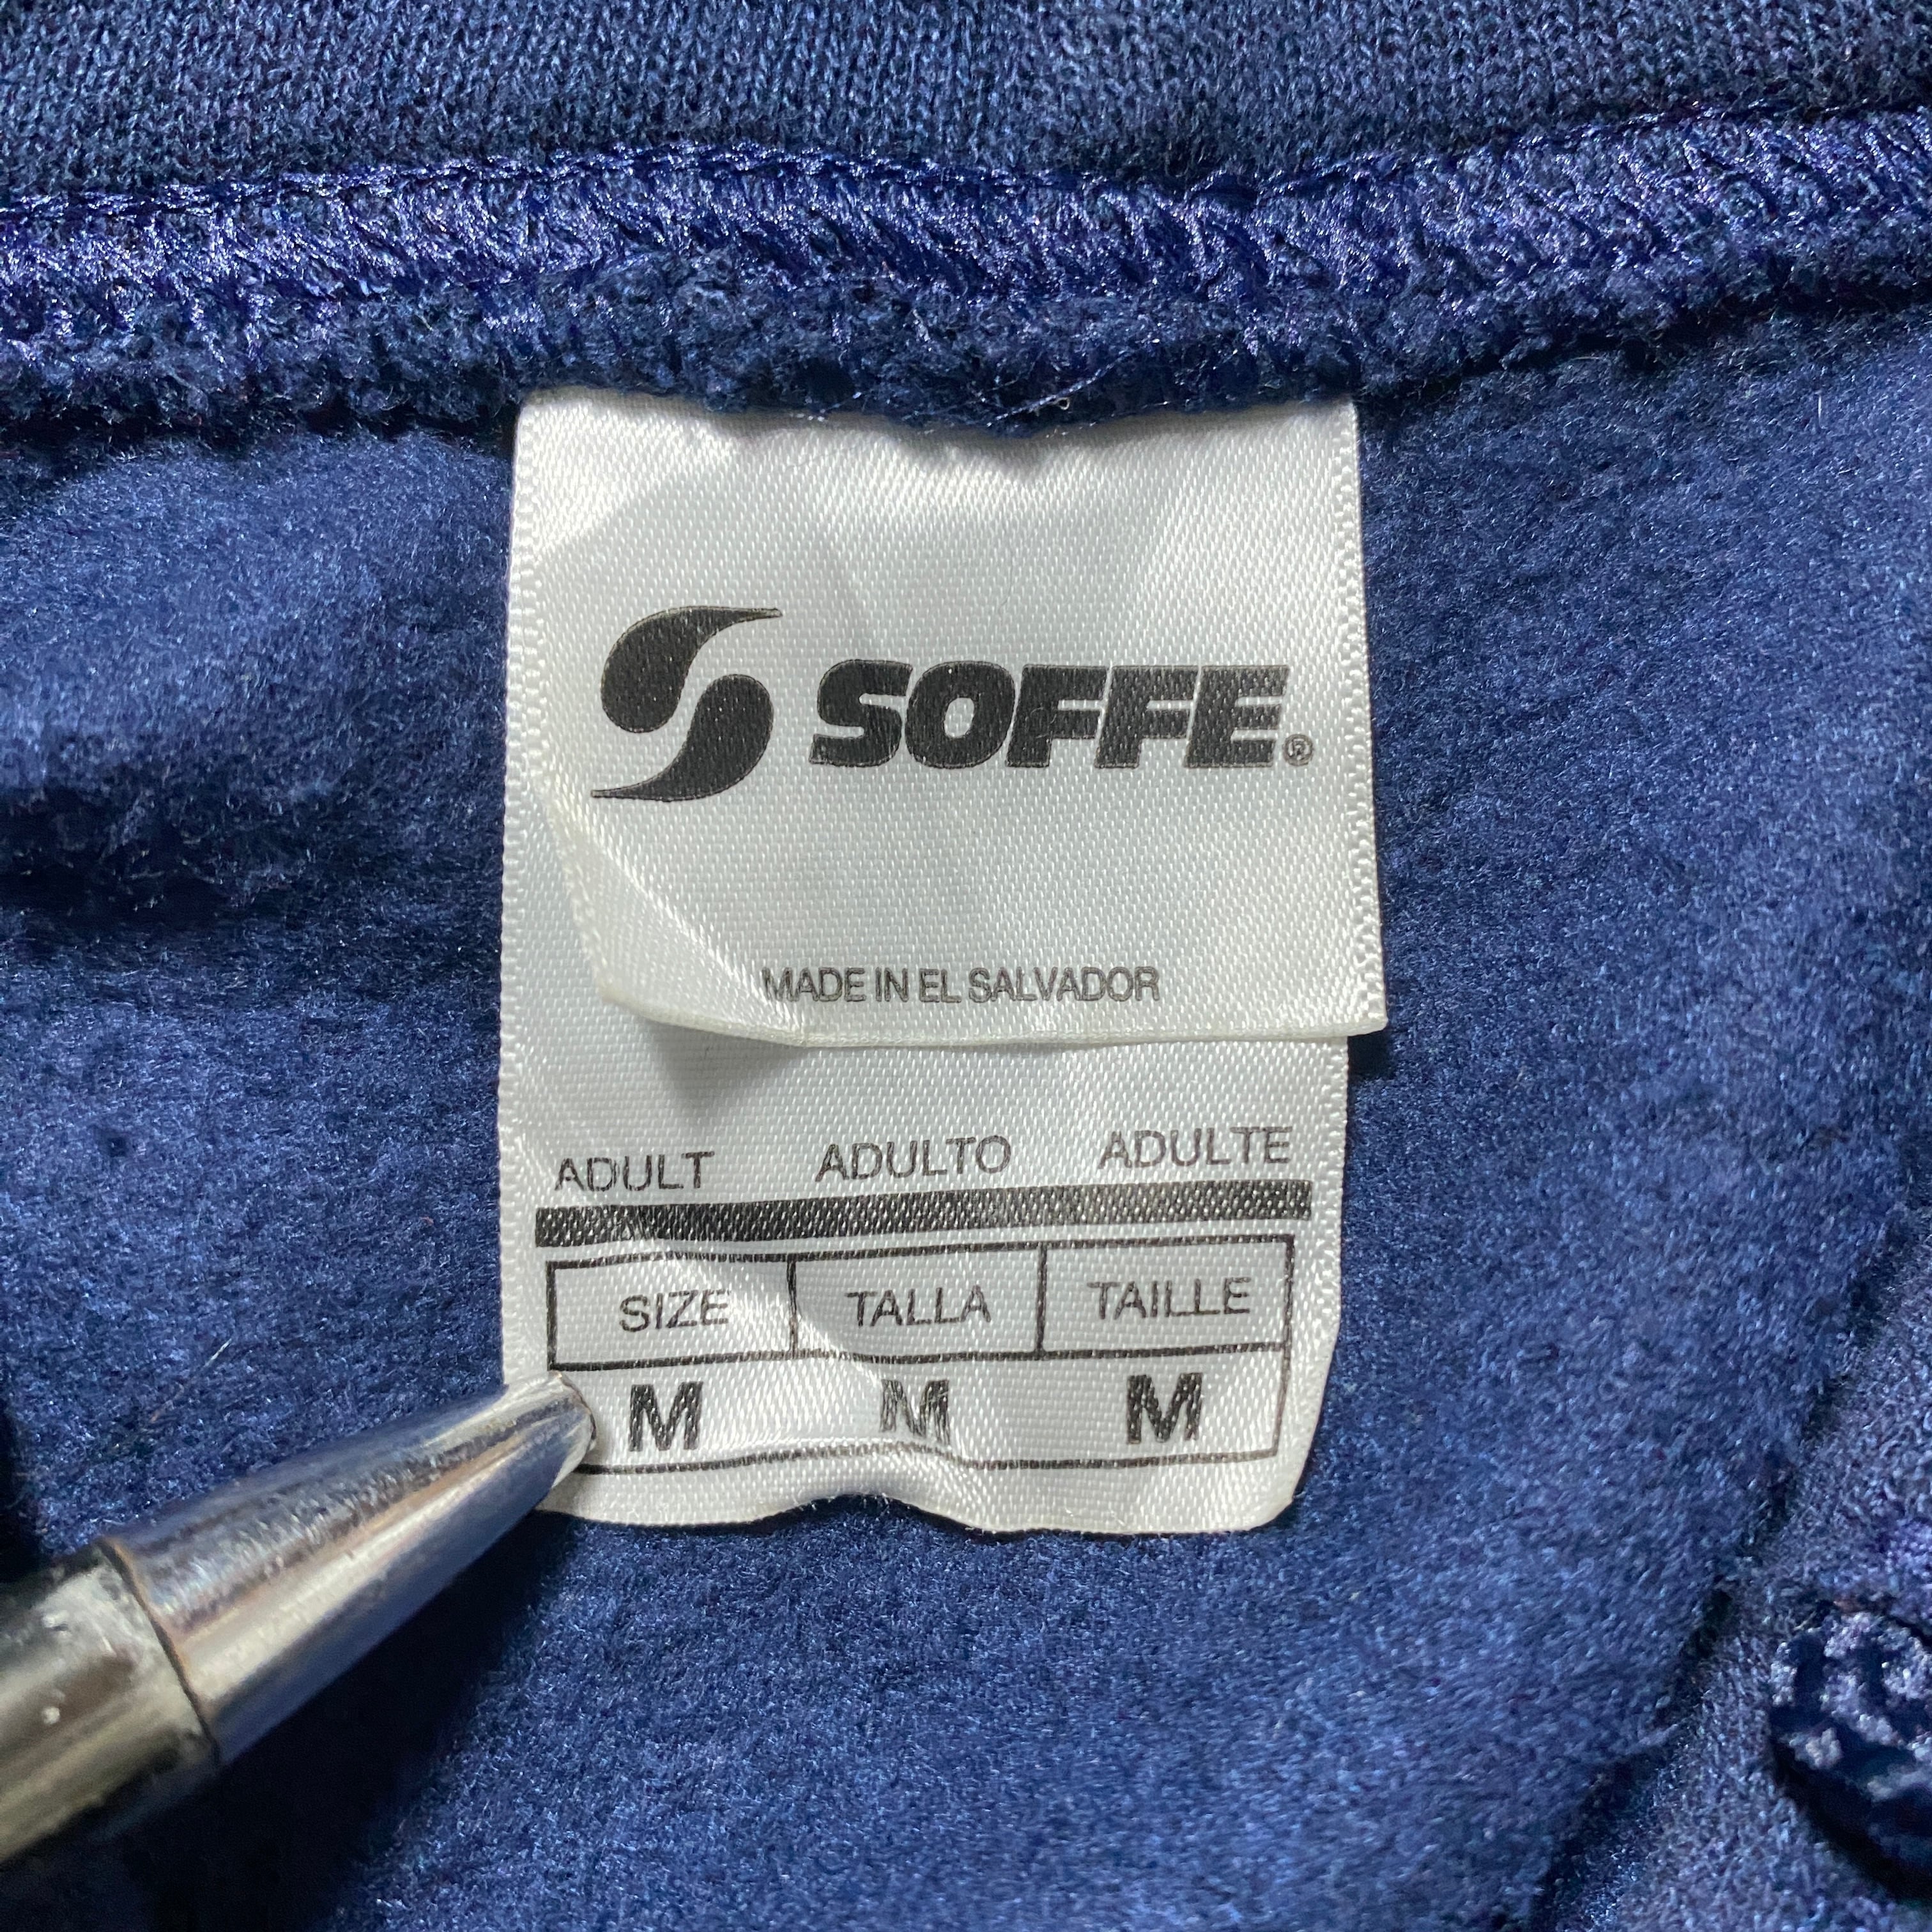 SOFFE®
MADE IN EL SALVADOR
ADULT ADULTO ADULTE
SIZE TALLA TAILLE
M M M